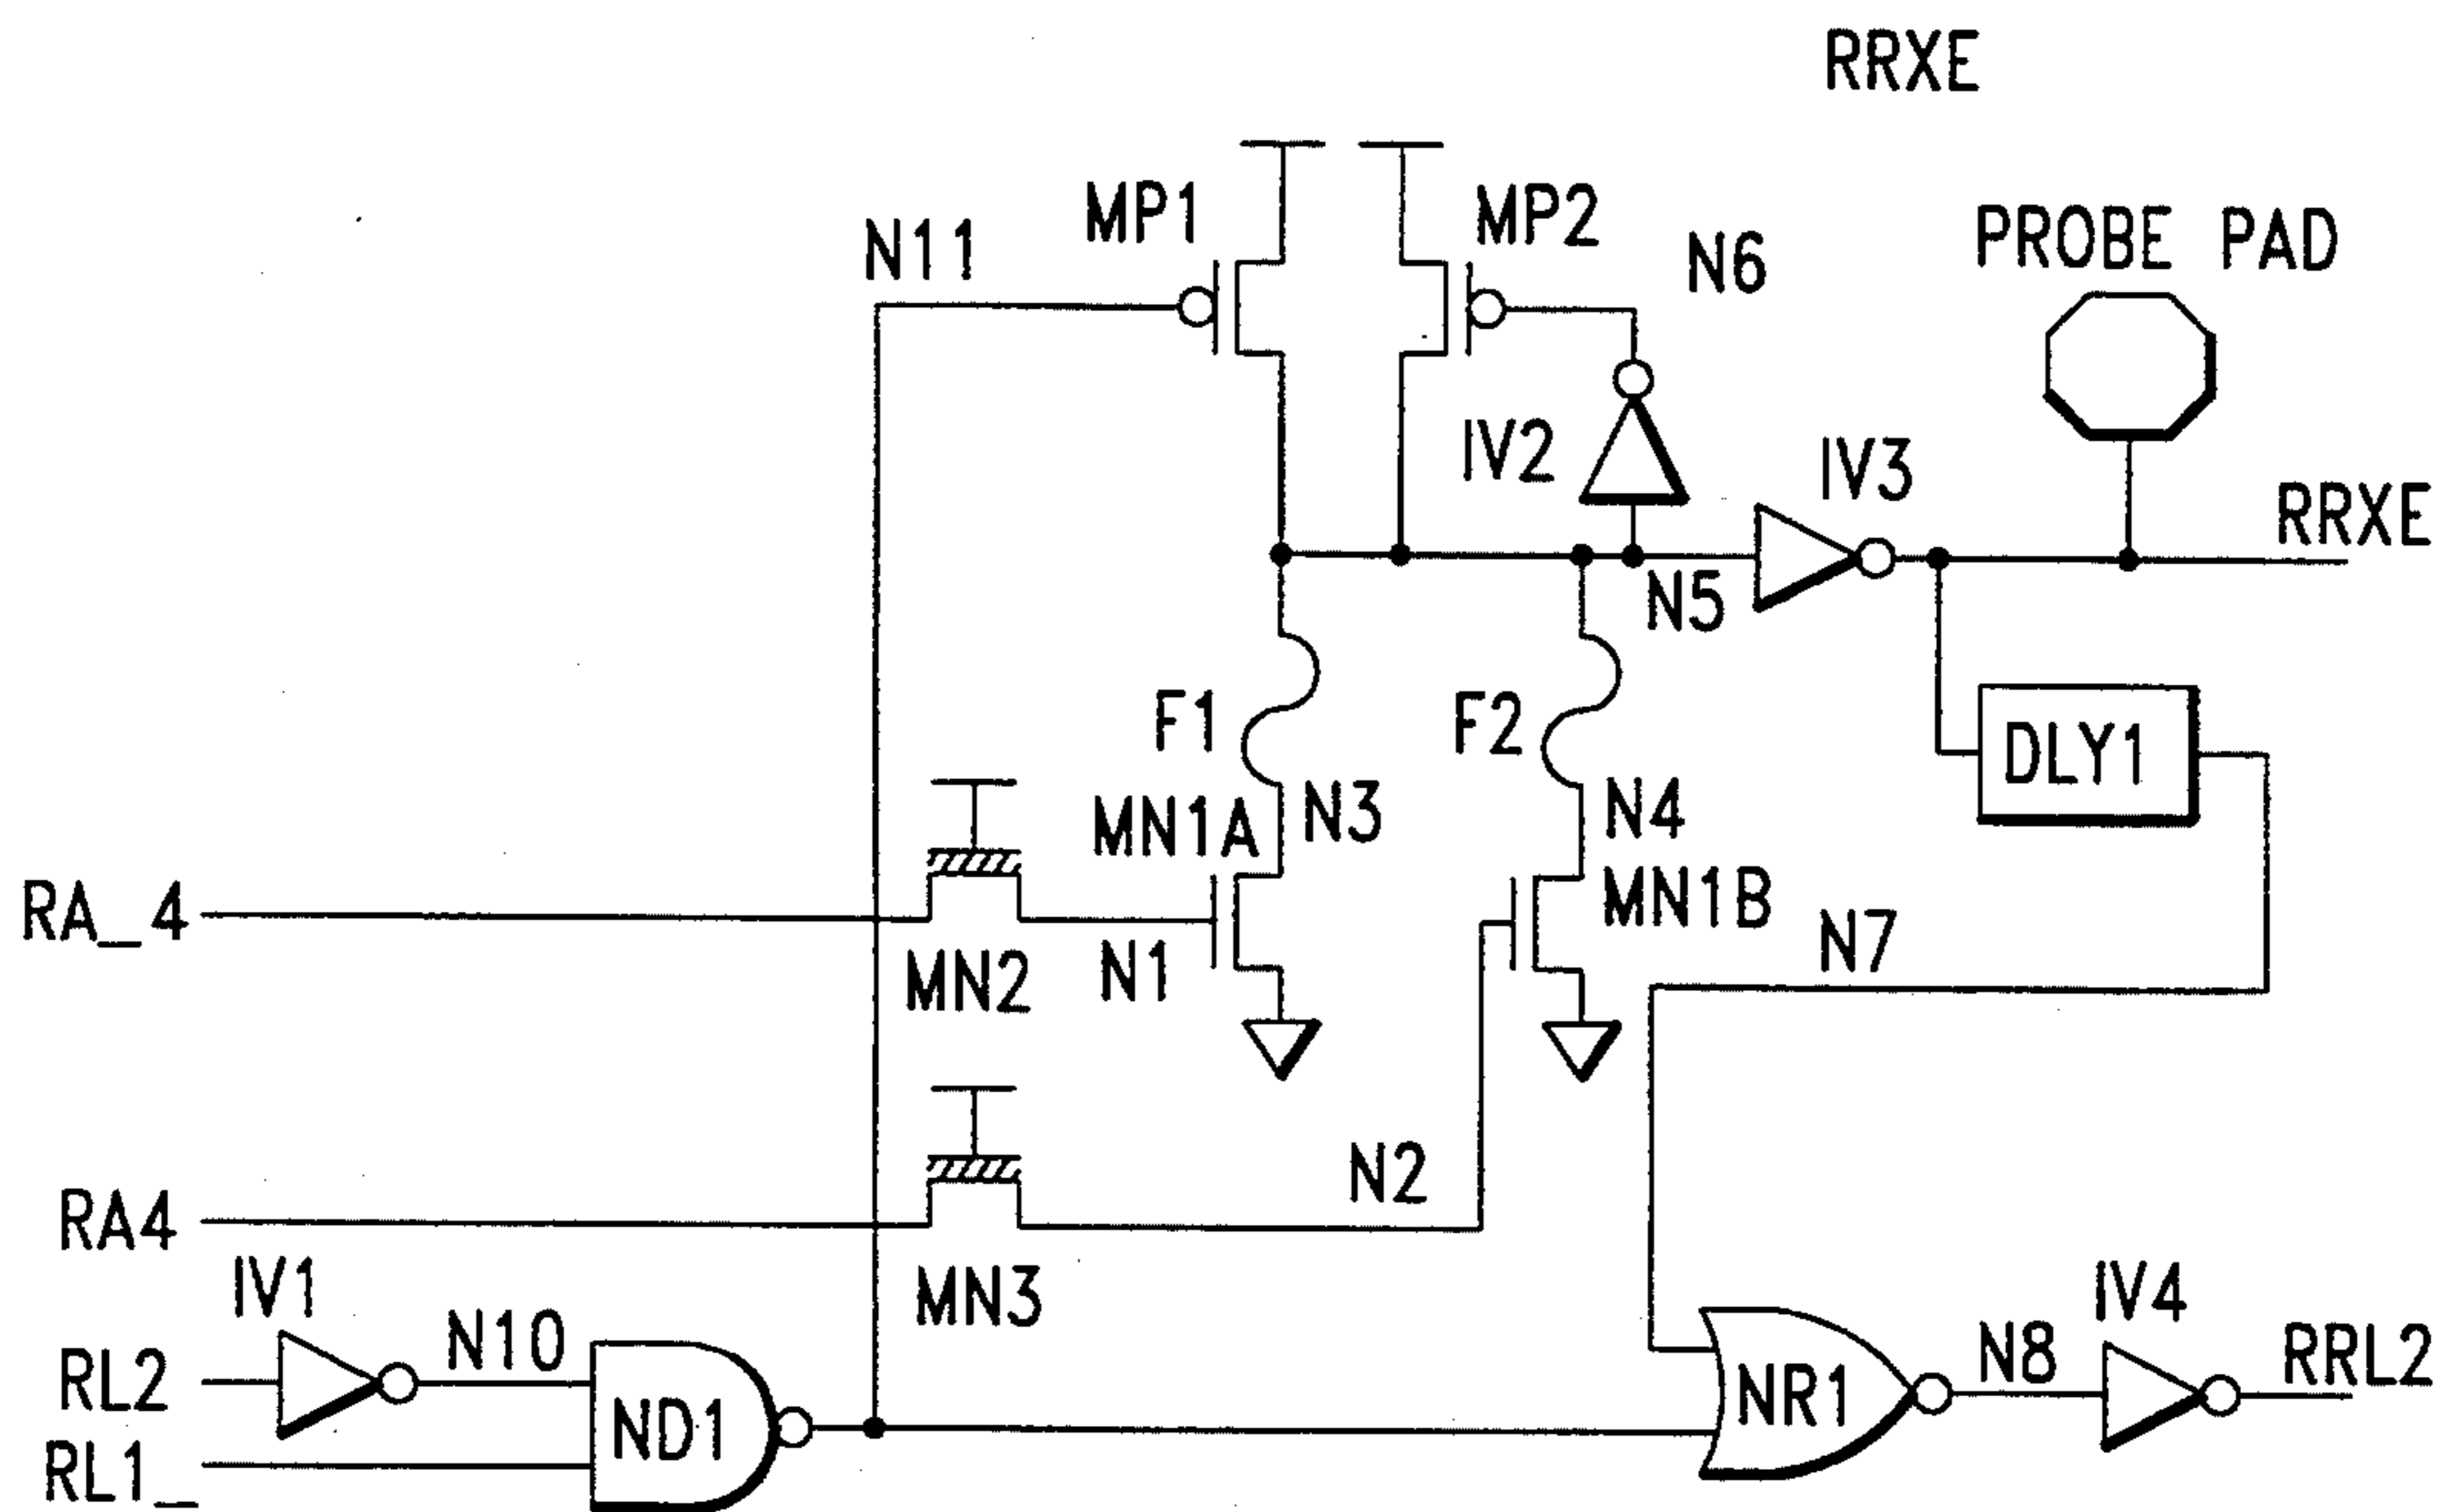 RRXE
MP1
MP2
N11
N6
PROBE PAD
IV2
IV3
RRXE
N5
F1
F2
DLY1
MN1A
N3
N4
RA_4
MN1B
MN2
N1
N7
N2
RA4
IV1
MN3
IV4
N10
N8
RL2
RRL2
NR1
ND1
RL1_